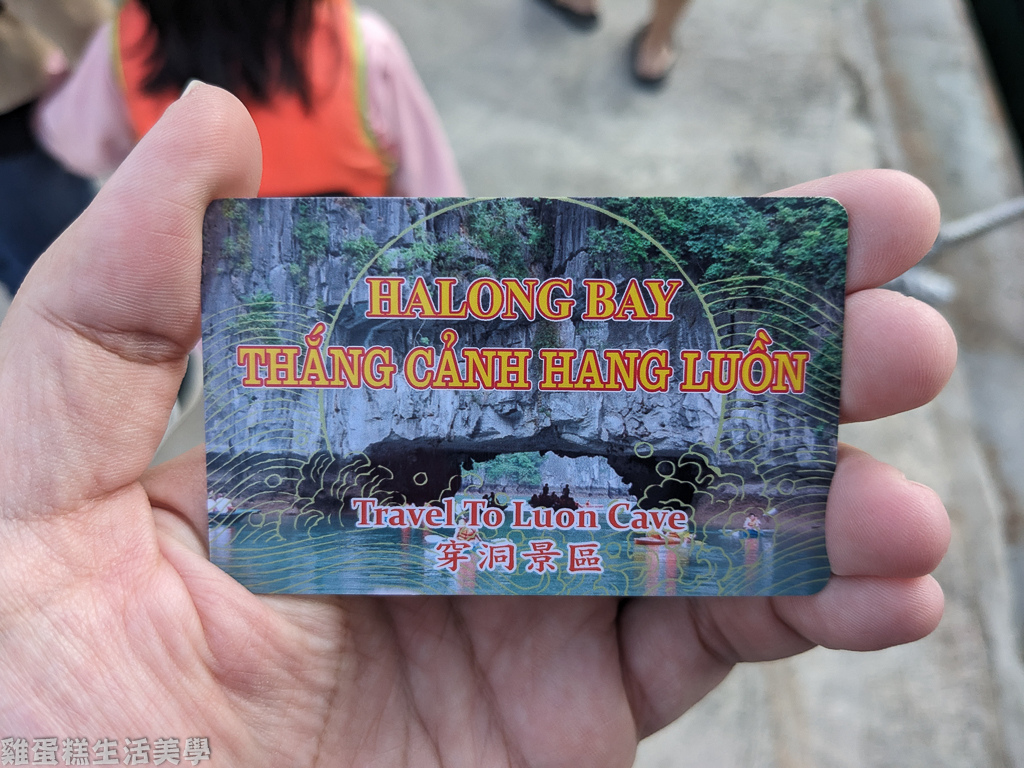 HALONG BAY
THẮNG CẢNH HANG LUỒN
Travel To Luon Cave
穿洞景區
雞蛋糕生活美學